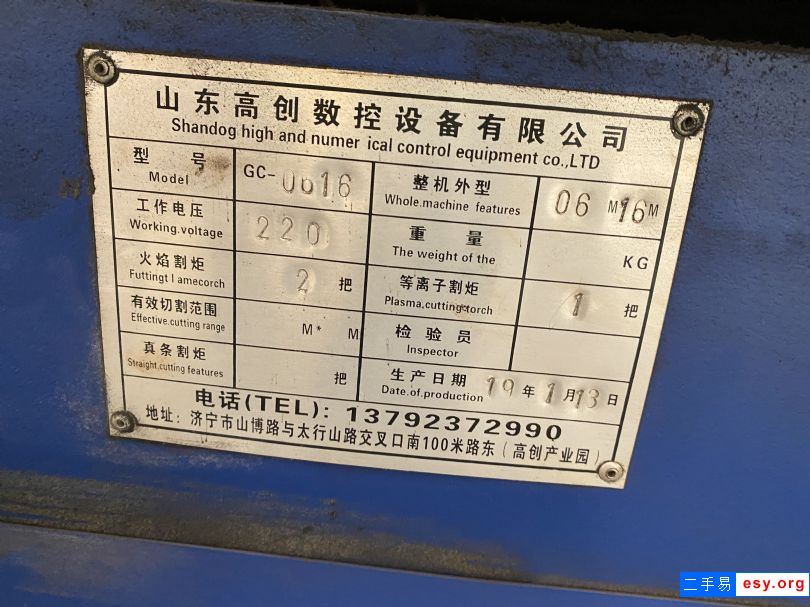 山东高创数控设备有限公司
Shandog high and numer ical control equipment co.,LTD
型 号 GC-0616 整机外型 06 M 16 M
Model Whole.machine features
工作电压 220 重 量 KG
Working.voltage The weight of the
火焰割炬 2 把 等离子割炬 1 把
Futtingt l amecorch Plasma.cutting.torch
有效切割范围 M* M 检 验 员
Effective.cutting range Inspector
真条割炬 把 生产日期 19 年 1 月 13 日
Straight.cutting features Date.of.production
电话(TEL): 13792372990
地址: 济宁市山博路与太行山路交叉口南100米路东(高创产业园)
二手易 esy.org